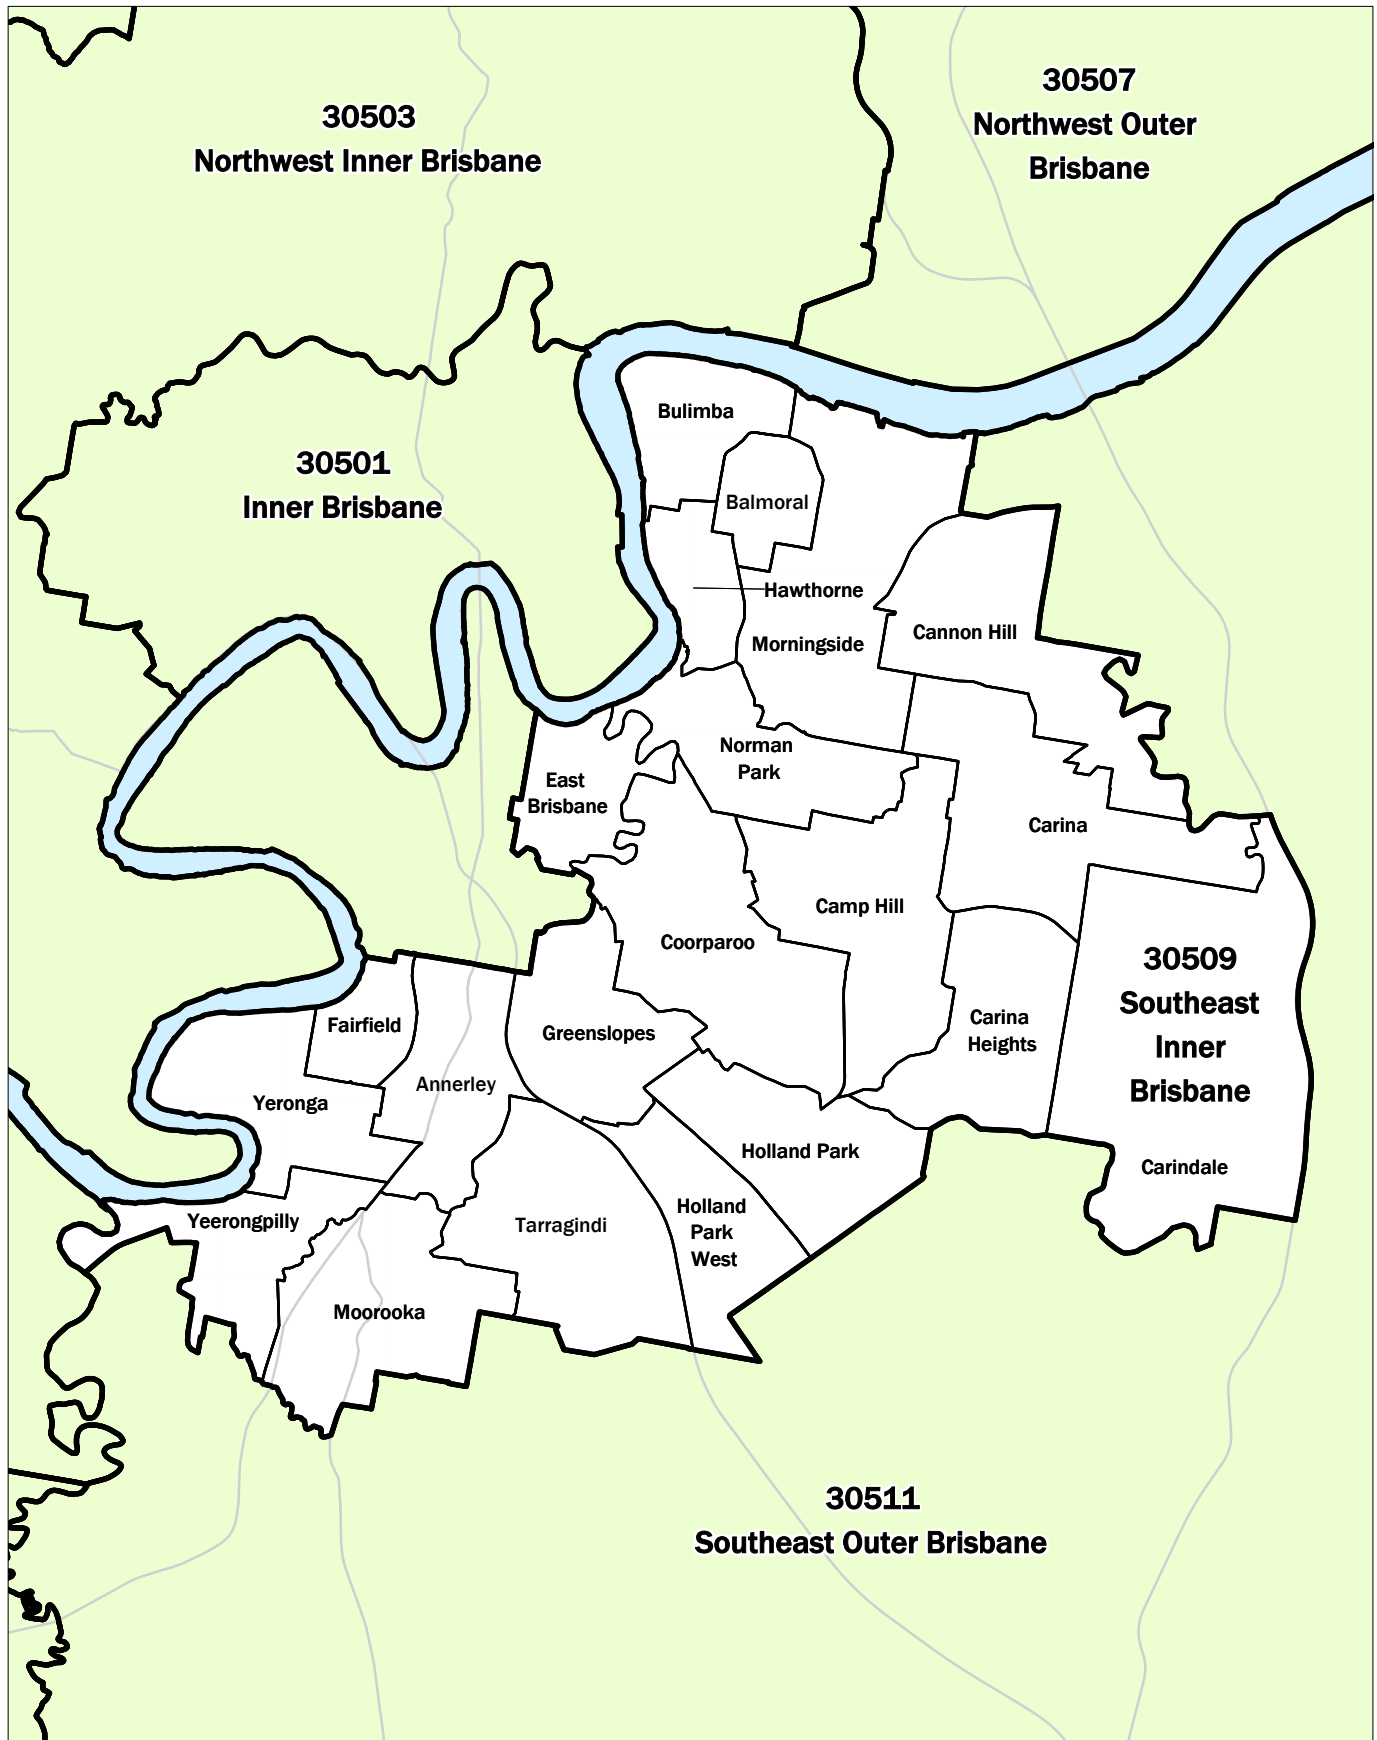 30507
Northwest Outer
Brisbane
30503
Northwest Inner Brisbane
Bulimba
30501
Inner Brisbane
Balmoral
Hawthorne
Cannon Hill
Morningside
Norman
Park
East
Brisbane
Carina
Camp Hill
Coorparoo
30509
Southeast
Inner
Brisbane
Carina
Heights
Fairfield
Greenslopes
Annerley
Yeronga
Holland Park
Carindale
Holland
Park
West
Yeerongpilly
Tarragindi
Moorooka
30511
Southeast Outer Brisbane